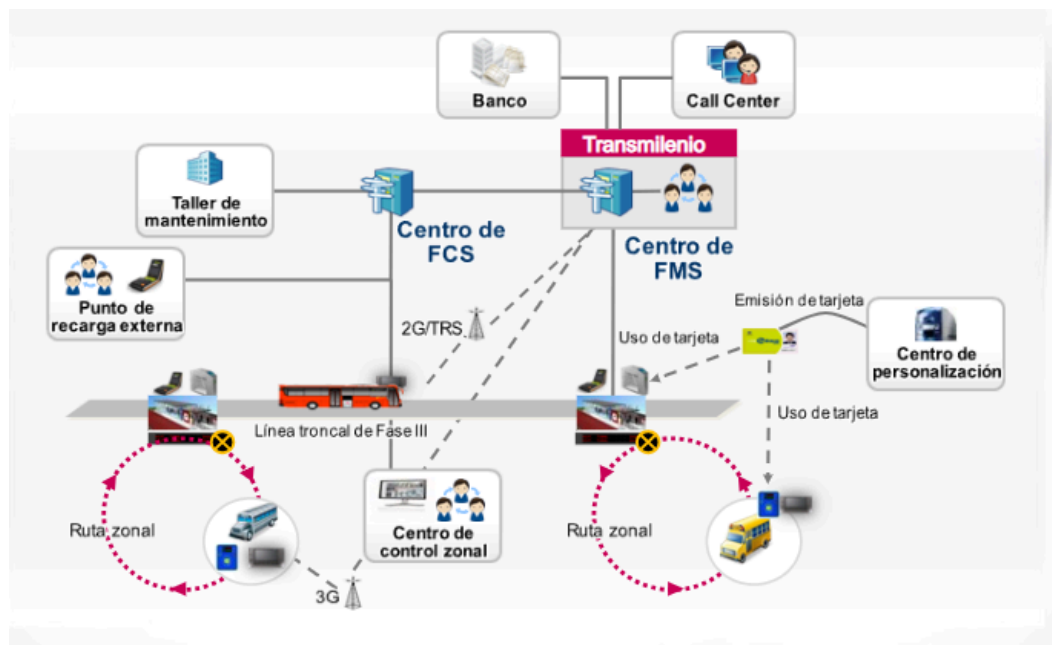 Banco
Call Center
Transmilenio
Taller de
mantenimiento
Centro de
FCS
Centro de
FMS
Punto de
recarga externa
2G/TRS
Emisión de tarjeta
Uso de tarjeta
Centro de
personalización
Uso de tarjeta
Línea troncal de Fase III
Ruta zonal
Centro de
control zonal
Ruta zonal
3G